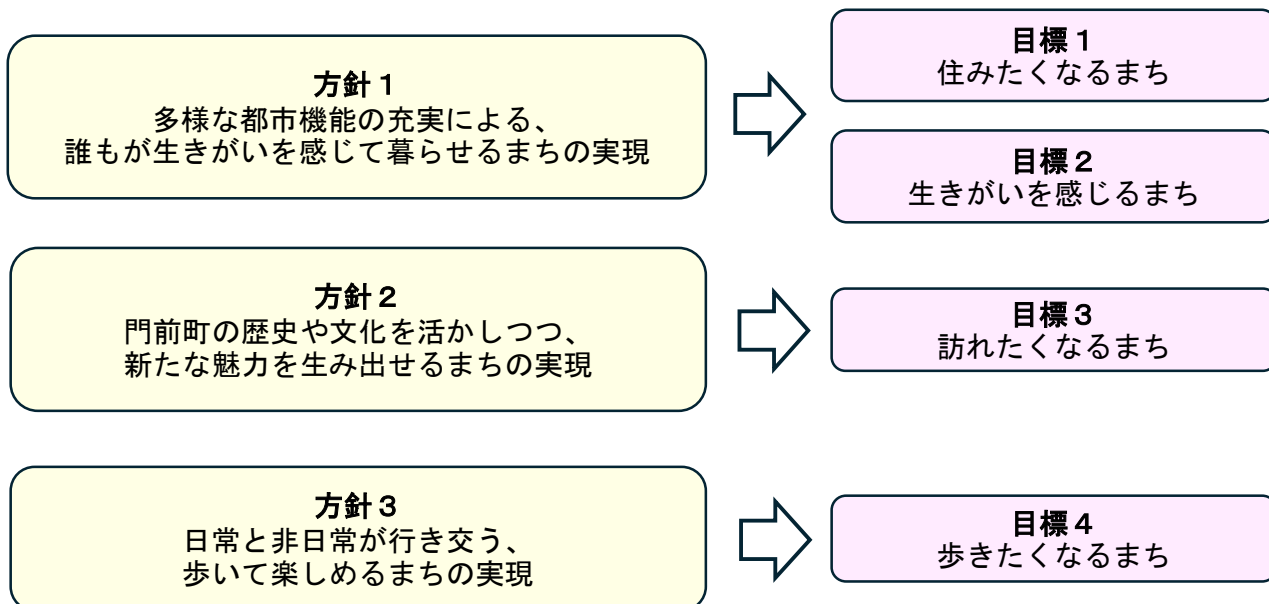 方針１
多様な都市機能の充実による、
誰もが生きがいを感じて暮らせるまちの実現
目標１
住みたくなるまち
目標２
生きがいを感じるまち
方針２
門前町の歴史や文化を活かしつつ、
新たな魅力を生み出せるまちの実現
目標３
訪れたくなるまち
方針３
日常と非日常が行き交う、
歩いて楽しめるまちの実現
目標４
歩きたくなるまち